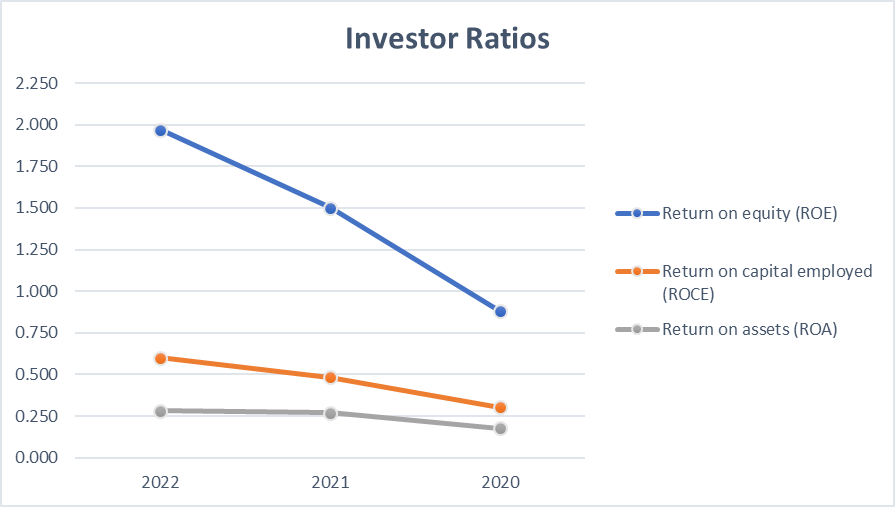 Investor Ratios
2.250
2.000
1.750
1.500
1.250
1.000
0.750
0.500
0.250
0.000
2022
2021
2020
Return on equity (ROE)
Return on capital employed
(ROCE)
Return on assets (ROA)